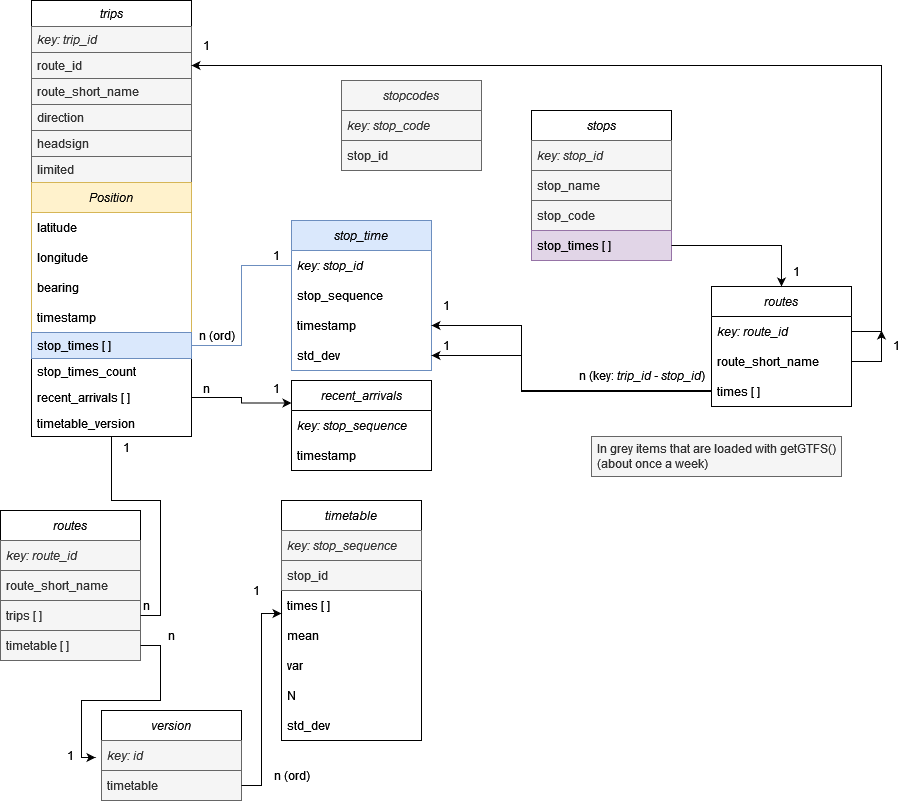 trips
key: trip_id
route_id
route_short_name
direction
headsign
limited
Position
latitude
longitude
bearing
timestamp
stop_times [ ]
stop_times_count
recent_arrivals [ ]
timetable_version
1
stopcodes
key: stop_code
stop_id
stops
key: stop_id
stop_name
stop_code
stop_times [ ]
1
n (ord)
stop_time
key: stop_id
stop_sequence
timestamp
std_dev
1
1
n (key: trip_id - stop_id)
1
routes
key: route_id
route_short_name
times [ ]
1
n
1
recent_arrivals
key: stop_sequence
timestamp
In grey items that are loaded with getGTFS()
(about once a week)
1
routes
key: route_id
route_short_name
trips [ ]
timetable [ ]
n
n
timetable
key: stop_sequence
stop_id
times [ ]
mean
var
N
std_dev
1
1
version
key: id
timetable
n (ord)